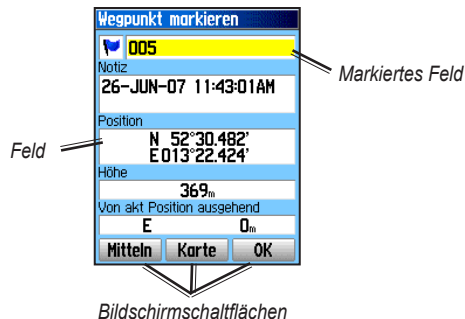 Wegpunkt markieren
005
Markiertes Feld
Notiz
26-JUN-07 11:43:01AM
Position
N 52°30.482'
E013°22.424'
Feld
Höhe
369m
Von akt Position ausgehend
E 0m
Mitteln Karte OK
Bildschirmschaltflächen